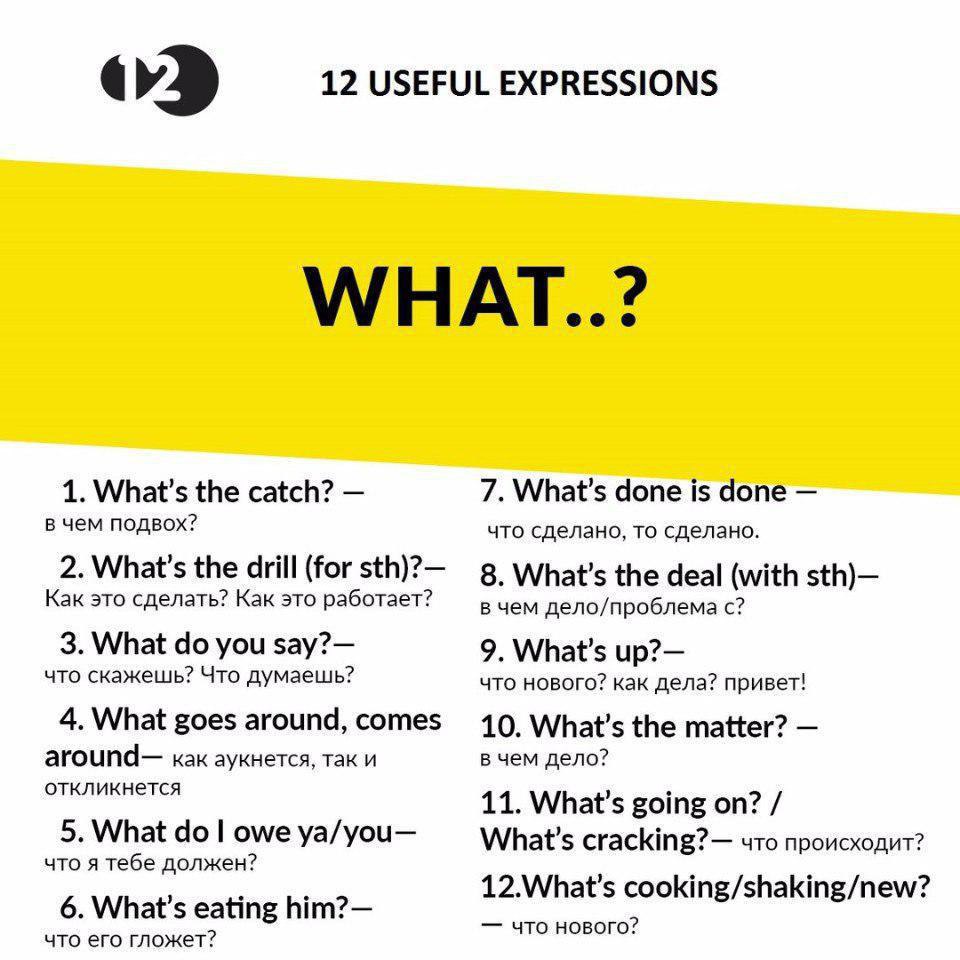 12
12 USEFUL EXPRESSIONS
WHAT..?
1. What's the catch? —
в чем подвох?
2. What's the drill (for sth)?—
Как это сделать? Как это работает?
3. What do you say?—
что скажешь? Что думаешь?
4. What goes around, comes
around— как аукнется, так и
откликнется
5. What do I owe ya/you—
что я тебе должен?
6. What's eating him?—
что его гложет?
7. What's done is done —
что сделано, то сделано.
8. What's the deal (with sth)—
в чем дело/проблема с?
9. What's up?—
что нового? как дела? привет!
10. What's the matter? —
в чем дело?
11. What's going on? /
What's cracking?— что происходит?
12.What's cooking/shaking/new?
— что нового?